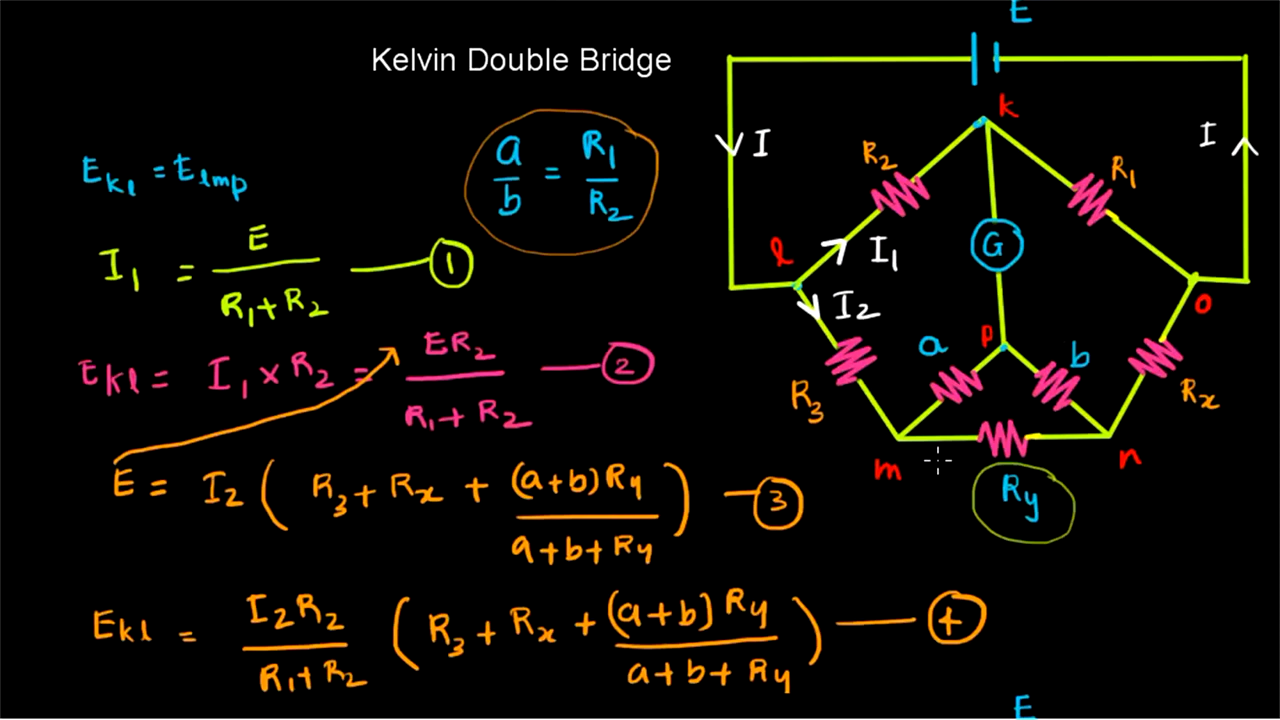 E
Kelvin Double Bridge
k
a/b = R₁/R₂
I
I
R₂
R₁
Eₖₗ = Eₗₘₚ
l
I₁
G
I₁ = E/(R₁+R₂) —— ①
o
I₂
p
a
b
Eₖₗ = I₁ × R₂ = ER₂/(R₁+R₂) —— ②
R₃
Rₓ
m
n
E = I₂ ( R₃ + Rₓ + (a+b)Ry/(a+b+Ry) ) — ③
Ry
Eₖₗ = I₂R₂/(R₁+R₂) ( R₃ + Rₓ + (a+b)Ry/(a+b+Ry) ) —— ④
E